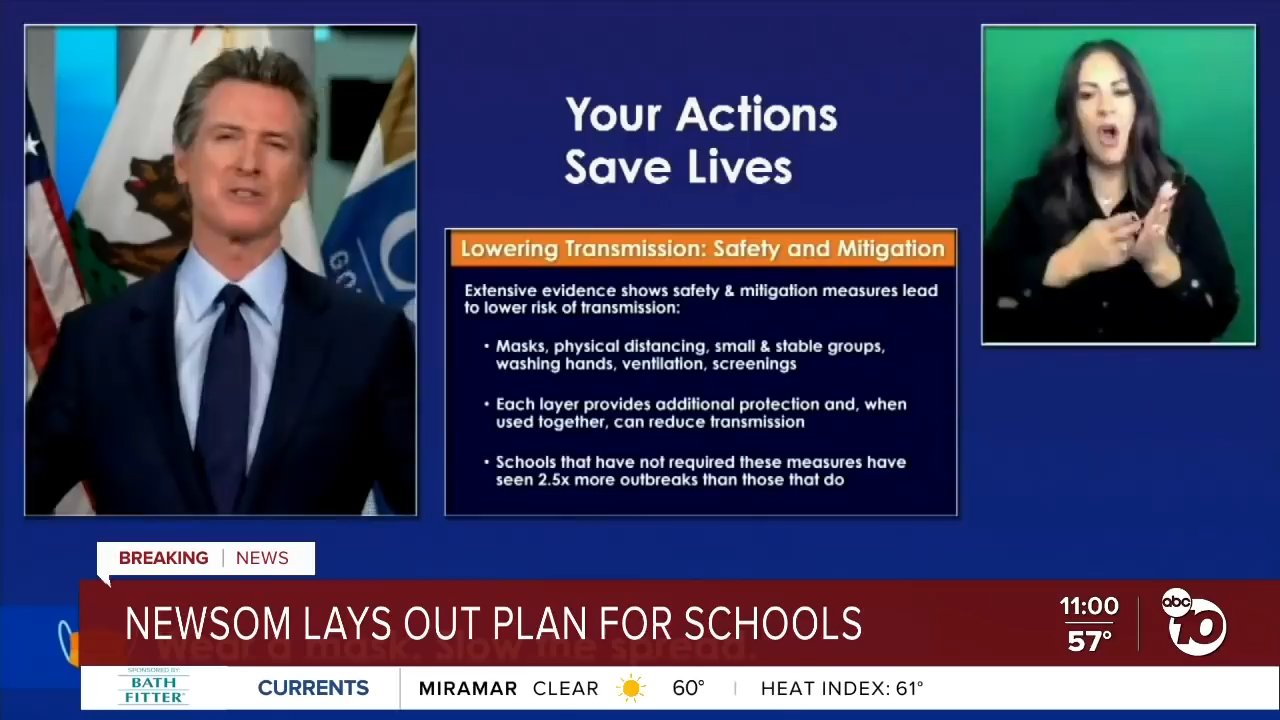 Your Actions
Save Lives
Lowering Transmission: Safety and Mitigation
Extensive evidence shows safety & mitigation measures lead
to lower risk of transmission:
• Masks, physical distancing, small & stable groups,
washing hands, ventilation, screenings
• Each layer provides additional protection and, when
used together, can reduce transmission
• Schools that have not required these measures have
seen 2.5x more outbreaks than those that do
GO
BREAKING | NEWS
NEWSOM LAYS OUT PLAN FOR SCHOOLS
11:00
57°
abc
10
SPONSORED BY:
BATH
FITTER
CURRENTS
MIRAMAR CLEAR 60° | HEAT INDEX: 61°